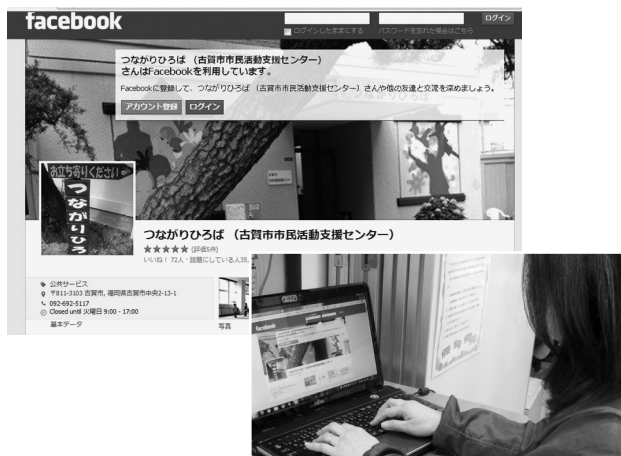 facebook
ログイン
ログインしたままにする
パスワードを忘れた場合はこちら
つながりひろば （古賀市市民活動支援センター）
さんはFacebookを利用しています。
Facebookに登録して、つながりひろば （古賀市市民活動支援センター）さんや他の友達と交流を深めましょう。
アカウント登録
ログイン
お立ち寄りください
つながりひろ
つながりひろば （古賀市市民活動支援センター）
★★★★★ (評価5件)
いいね！ 72人・話題にしている人35,
公共サービス
〒811-3103 古賀市, 福岡県古賀市中央2-13-1
092-692-5117
Closed until 火曜日 9:00 - 17:00
基本データ
写真
facebook